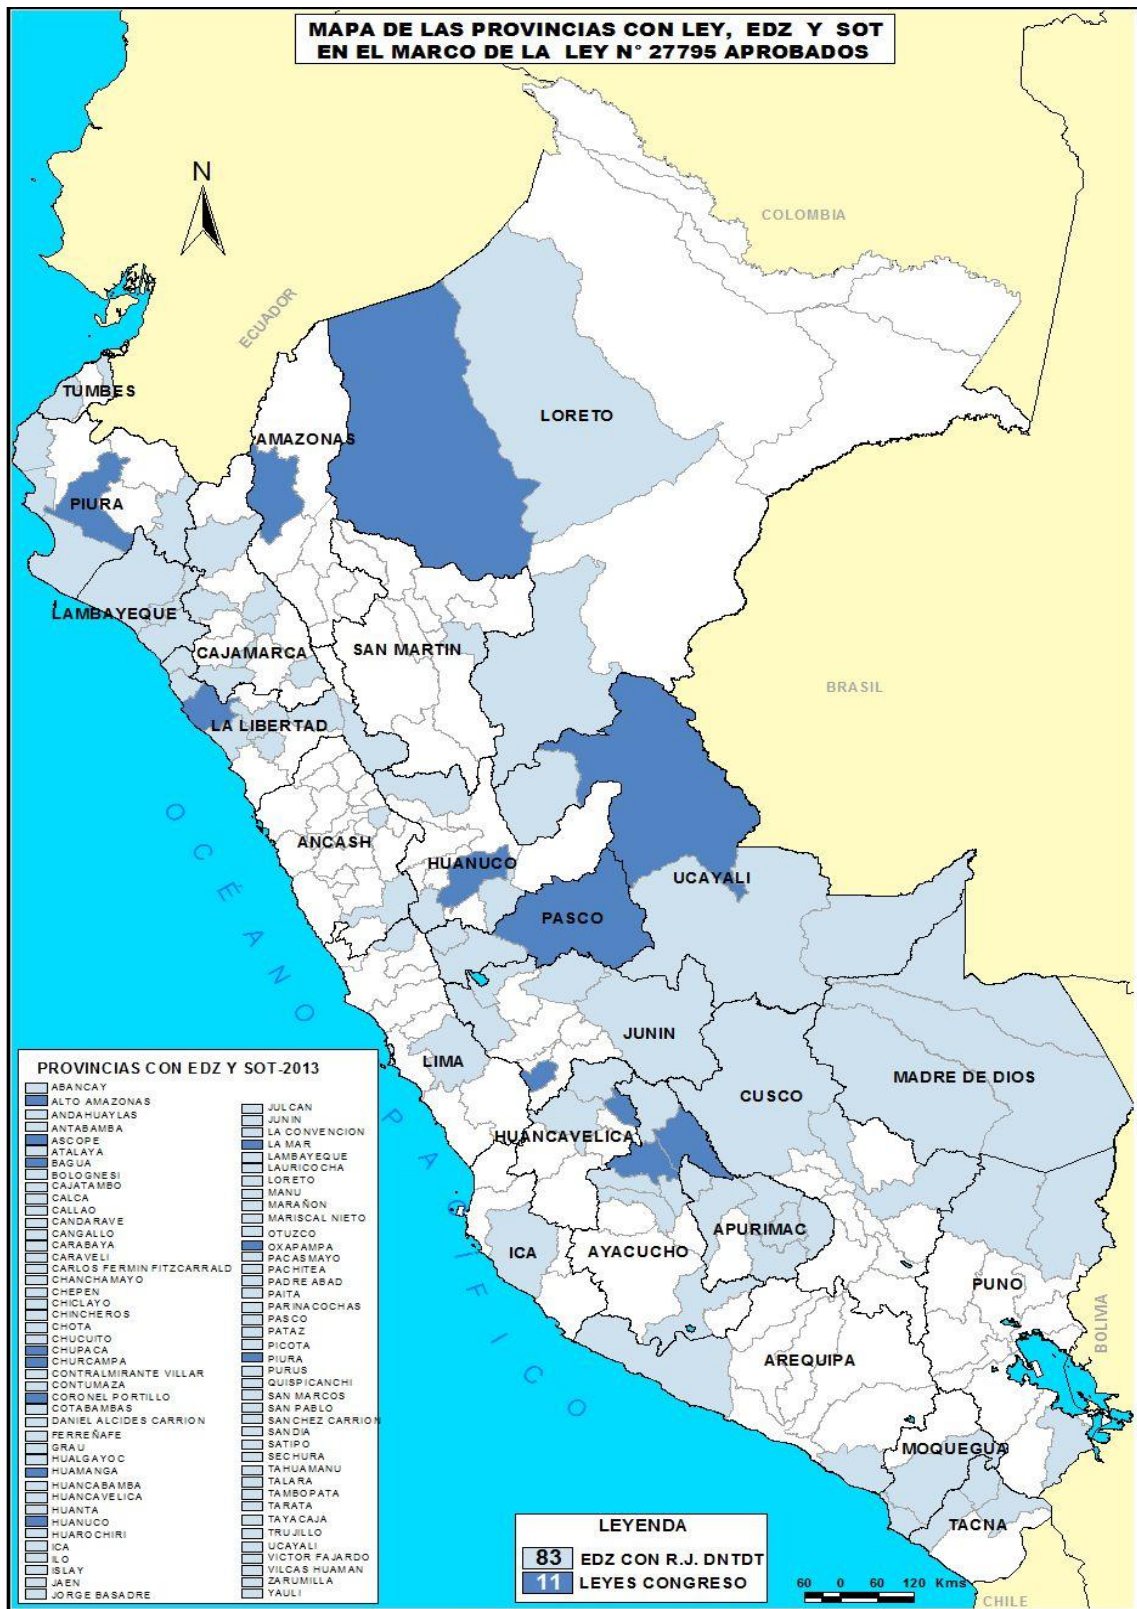 MAPA DE LAS PROVINCIAS CON LEY, EDZ Y SOT
EN EL MARCO DE LA LEY N° 27795 APROBADOS
N
COLOMBIA
ECUADOR
TUMBES
LORETO
AMAZONAS
PIURA
LAMBAYEQUE
CAJAMARCA
SAN MARTIN
BRASIL
LA LIBERTAD
ANCASH
HUANUCO
UCAYALI
PASCO
OCÉANO PACIFICO
JUNIN
LIMA
MADRE DE DIOS
CUSCO
HUANCAVELICA
APURIMAC
ICA
AYACUCHO
PUNO
BOLIVIA
AREQUIPA
MOQUEGUA
TACNA
CHILE
PROVINCIAS CON EDZ Y SOT-2013
ABANCAY
ALTO AMAZONAS
ANDAHUAYLAS
ANTABAMBA
ASCOPE
ATALAYA
BAGUA
BOLOGNESI
CAJATAMBO
CALCA
CALLAO
CANDARAVE
CANGALLO
CARABAYA
CARAVELI
CARLOS FERMIN FITZCARRALD
CHANCHAMAYO
CHEPEN
CHICLAYO
CHINCHEROS
CHOTA
CHUCUITO
CHUPACA
CHURCAMPA
CONTRALMIRANTE VILLAR
CONTUMAZA
CORONEL PORTILLO
COTABAMBAS
DANIEL ALCIDES CARRION
FERREÑAFE
GRAU
HUALGAYOC
HUAMANGA
HUANCABAMBA
HUANCAVELICA
HUANTA
HUANUCO
HUAROCHIRI
ICA
ILO
ISLAY
JAEN
JORGE BASADRE
JULCAN
JUNIN
LA CONVENCION
LA MAR
LAMBAYEQUE
LAURICOCHA
LORETO
MANU
MARAÑON
MARISCAL NIETO
OTUZCO
OXAPAMPA
PACASMAYO
PACHITEA
PADRE ABAD
PAITA
PARINACOCHAS
PASCO
PATAZ
PICOTA
PIURA
PURUS
QUISPICANCHI
SAN MARCOS
SAN PABLO
SANCHEZ CARRION
SANDIA
SATIPO
SECHURA
TAHUAMANU
TALARA
TAMBOPATA
TARATA
TAYACAJA
TRUJILLO
UCAYALI
VICTOR FAJARDO
VILCAS HUAMAN
ZARUMILLA
YAULI
LEYENDA
83 EDZ CON R.J. DNTDT
11 LEYES CONGRESO
60 0 60 120 Kms